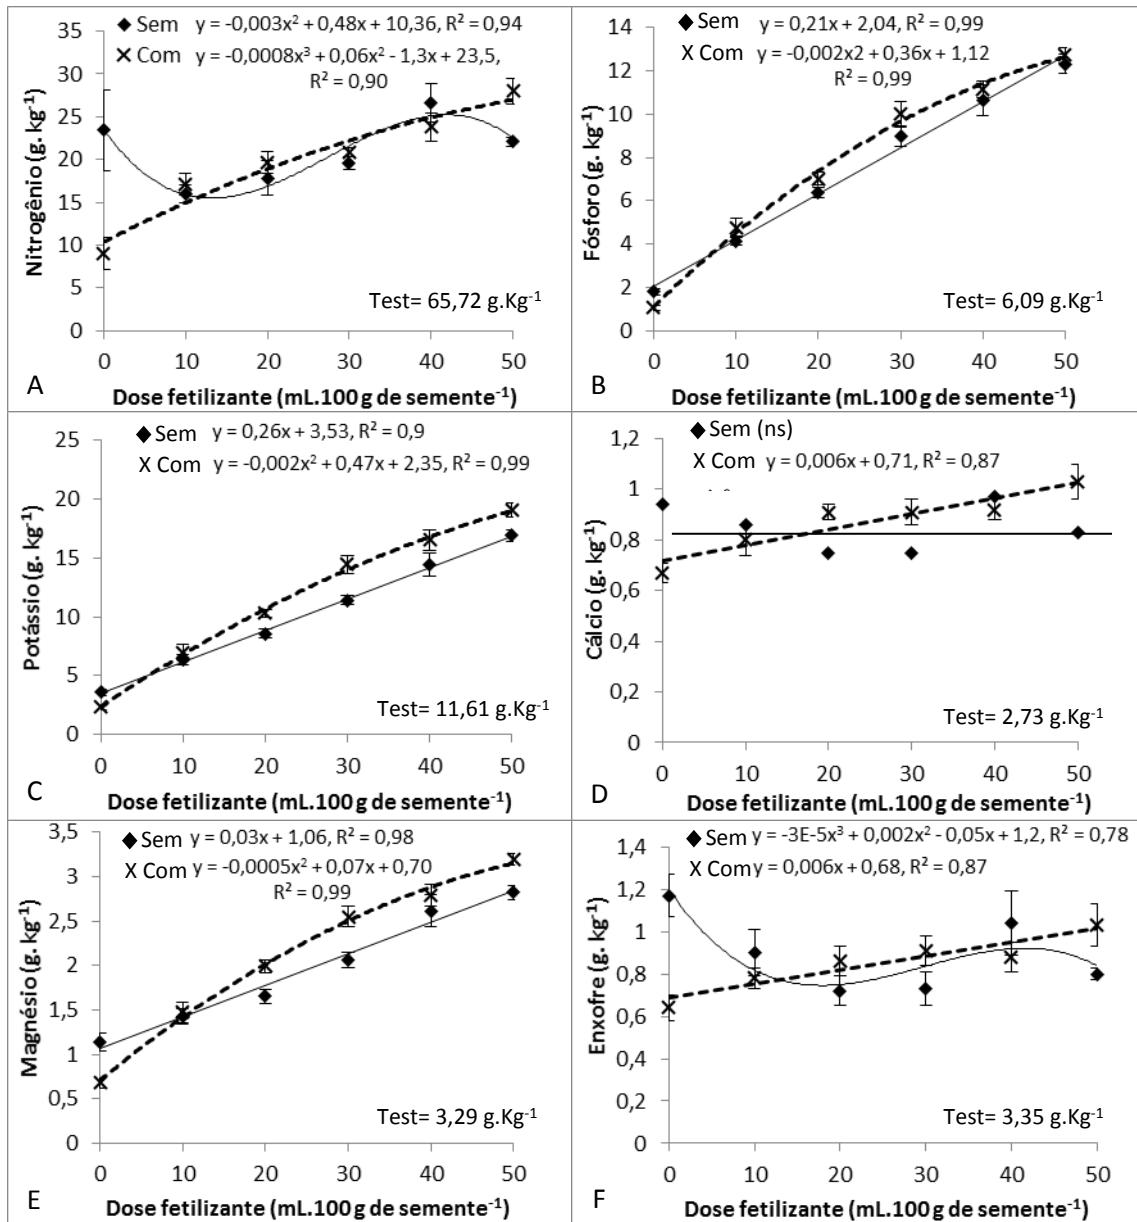 ◆ Sem y = -0,003x² + 0,48x + 10,36, R² = 0,94
✕ Com y = -0,0008x³ + 0,06x² - 1,3x + 23,5,
R² = 0,90
35
30
25
20
15
10
5
0
Nitrogênio (g. kg⁻¹)
Test= 65,72 g.Kg⁻¹
0 10 20 30 40 50
A Dose fetilizante (mL.100 g de semente⁻¹)
◆ Sem y = 0,21x + 2,04, R² = 0,99
X Com y = -0,002x2 + 0,36x + 1,12
R² = 0,99
14
12
10
8
6
4
2
0
Fósforo (g. kg⁻¹)
Test= 6,09 g.Kg⁻¹
0 10 20 30 40 50
B Dose fetilizante (mL.100 g de semente⁻¹)
◆ Sem y = 0,26x + 3,53, R² = 0,9
X Com y = -0,002x² + 0,47x + 2,35, R² = 0,99
25
20
15
10
5
0
Potássio (g. kg⁻¹)
Test= 11,61 g.Kg⁻¹
0 10 20 30 40 50
C Dose fetilizante (mL.100 g de semente⁻¹)
◆ Sem (ns)
X Com y = 0,006x + 0,71, R² = 0,87
1,2
1
0,8
0,6
0,4
0,2
0
Cálcio (g. kg⁻¹)
Test= 2,73 g.Kg⁻¹
0 10 20 30 40 50
D Dose fetilizante (mL.100 g de semente⁻¹)
◆ Sem y = 0,03x + 1,06, R² = 0,98
X Com y = -0,0005x² + 0,07x + 0,70
R² = 0,99
3,5
3
2,5
2
1,5
1
0,5
0
Magnésio (g. kg⁻¹)
Test= 3,29 g.Kg⁻¹
0 10 20 30 40 50
E Dose fetilizante (mL.100 g de semente⁻¹)
◆ Sem y = -3E-5x³ + 0,002x² - 0,05x + 1,2, R² = 0,78
X Com y = 0,006x + 0,68, R² = 0,87
1,4
1,2
1
0,8
0,6
0,4
0,2
0
Enxofre (g. kg⁻¹)
Test= 3,35 g.Kg⁻¹
0 10 20 30 40 50
F Dose fetilizante (mL.100 g de semente⁻¹)